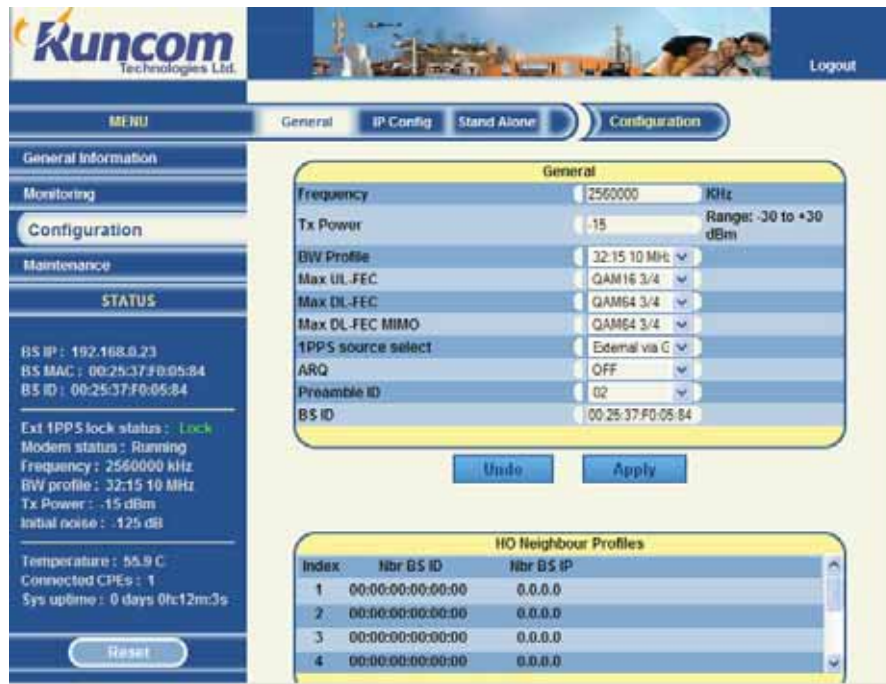 Runcom
Technologies Ltd.
Logout
MENU
General Information
Monitoring
Configuration
Maintenance
STATUS
BS IP : 192.168.0.23
BS MAC : 00:25:37:F0:05:84
BS ID : 00:25:37:F0:05:84
Ext 1PPS lock status : Lock
Modem status : Running
Frequency : 2560000 kHz
BW profile : 32:15 10 MHz
Tx Power : -15 dBm
Initial noise : -125 dB
Temperature : 55.9 C
Connected CPEs : 1
Sys uptime : 0 days 0h:12m:3s
Reset
General IP Config Stand Alone Configuration
General
Frequency 2560000 KHz
Tx Power -15 Range: -30 to +30 dBm
BW Profile 32:15 10 MHz
Max UL-FEC QAM16 3/4
Max DL-FEC QAM64 3/4
Max DL-FEC MIMO QAM64 3/4
1PPS source select External via G
ARQ OFF
Preamble ID 02
BS ID 00:25:37:F0:05:84
Undo Apply
HO Neighbour Profiles
Index Nbr BS ID Nbr BS IP
1 00:00:00:00:00:00 0.0.0.0
2 00:00:00:00:00:00 0.0.0.0
3 00:00:00:00:00:00 0.0.0.0
4 00:00:00:00:00:00 0.0.0.0